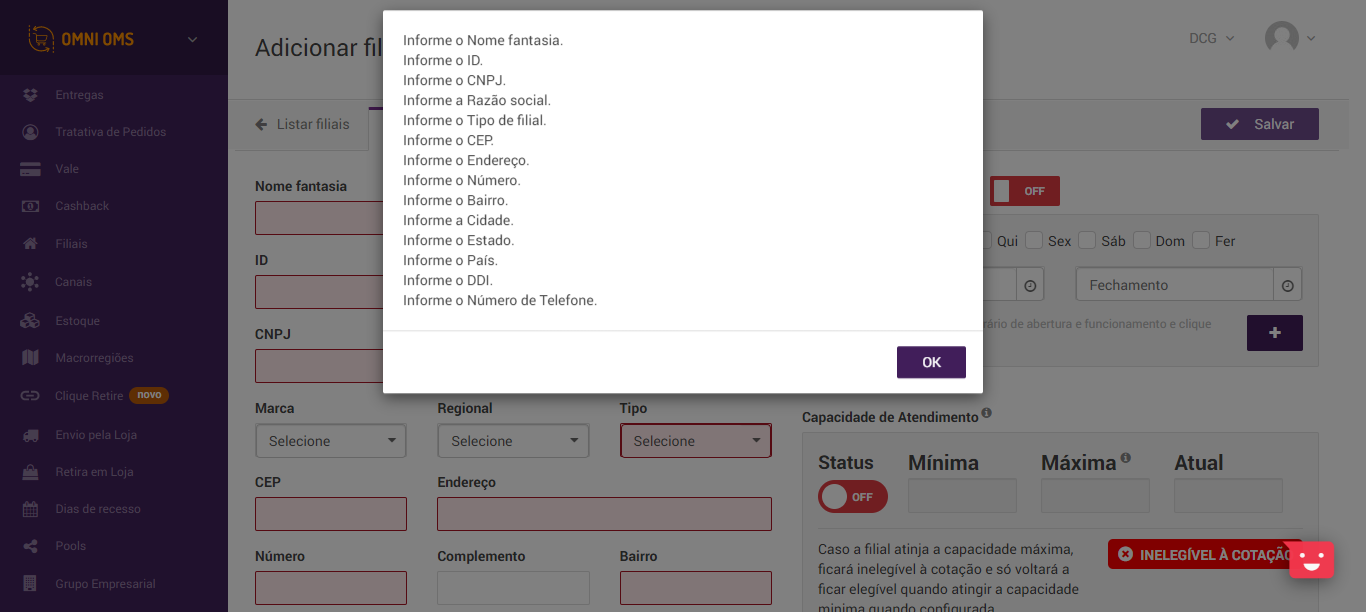 OMNI OMS
Entregas
Tratativa de Pedidos
Vale
Cashback
Filiais
Canais
Estoque
Macrorregiões
Clique Retire novo
Envio pela Loja
Retira em Loja
Dias de recesso
Pools
Grupo Empresarial
Adicionar fil
DCG
Listar filiais
Salvar
Informe o Nome fantasia.
Informe o ID.
Informe o CNPJ.
Informe a Razão social.
Informe o Tipo de filial.
Informe o CEP.
Informe o Endereço.
Informe o Número.
Informe o Bairro.
Informe a Cidade.
Informe o Estado.
Informe o País.
Informe o DDI.
Informe o Número de Telefone.
OK
Nome fantasia
ID
CNPJ
Marca Regional Tipo
Selecione Selecione Selecione
CEP Endereço
Número Complemento Bairro
OFF
Qui Sex Sáb Dom Fer
Fechamento
rário de abertura e funcionamento e clique
Capacidade de Atendimento
Status Mínima Máxima Atual
OFF
Caso a filial atinja a capacidade máxima,
ficará inelegível à cotação e só voltará a
ficar elegível quando atingir a capacidade
minima quando configurada
INELEGÍVEL À COTAÇÃO